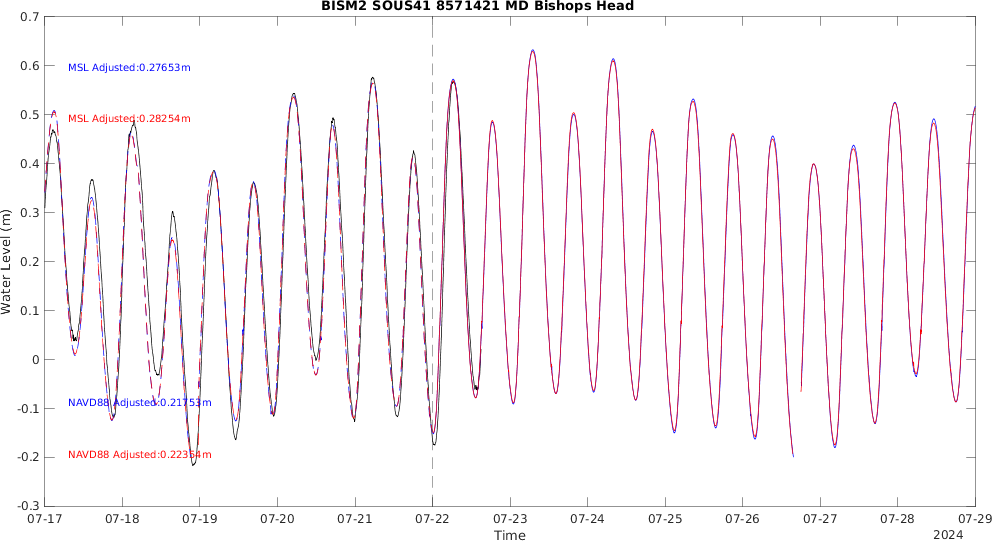 BISM2 SOUS41 8571421 MD Bishops Head
0.7
0.6
0.5
0.4
0.3
0.2
0.1
0
-0.1
-0.2
-0.3
Water Level (m)
MSL Adjusted:0.27653m
MSL Adjusted:0.28254m
NAVD88 Adjusted:0.21753m
NAVD88 Adjusted:0.22354m
07-17 07-18 07-19 07-20 07-21 07-22 07-23 07-24 07-25 07-26 07-27 07-28 07-29
Time
2024